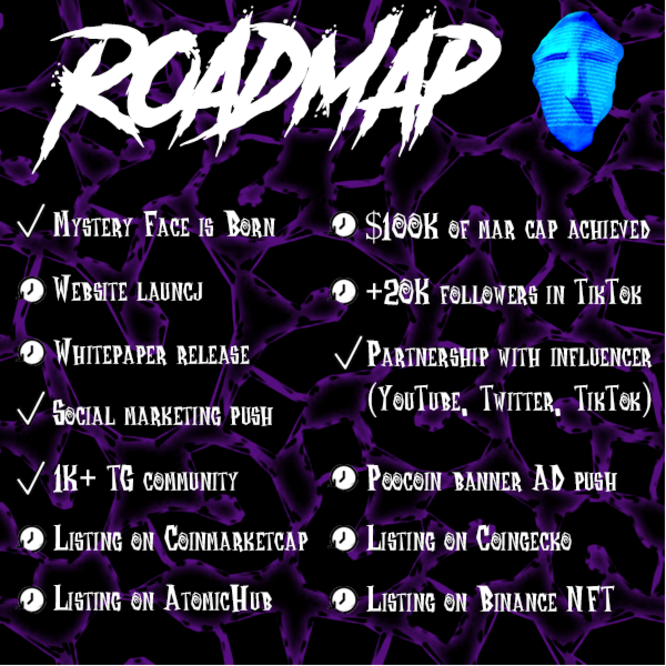 ROADMAP
Mystery Face is Born
Website launcj
Whitepaper release
Social marketing push
1K+ TG community
Listing on Coinmarketcap
Listing on AtomicHub
$100K of mar cap achieved
+20K followers in TikTok
Partnership with influencer
(YouTube, Twitter, TikTok)
Poocoin banner AD push
Listing on Coingecko
Listing on Binance NFT